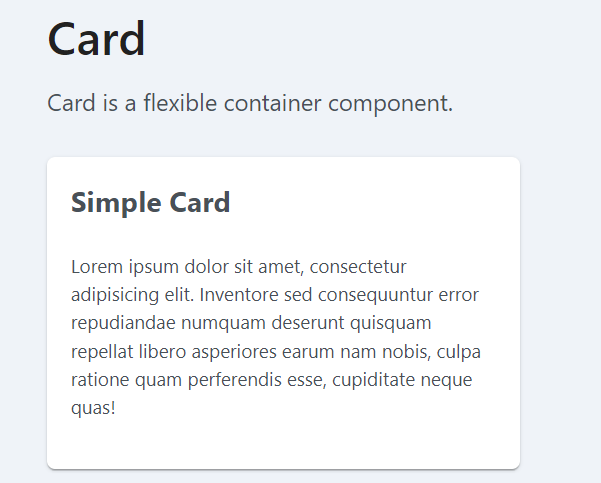 Card
Card is a flexible container component.
Simple Card
Lorem ipsum dolor sit amet, consectetur
adipisicing elit. Inventore sed consequuntur error
repudiandae numquam deserunt quisquam
repellat libero asperiores earum nam nobis, culpa
ratione quam perferendis esse, cupiditate neque
quas!